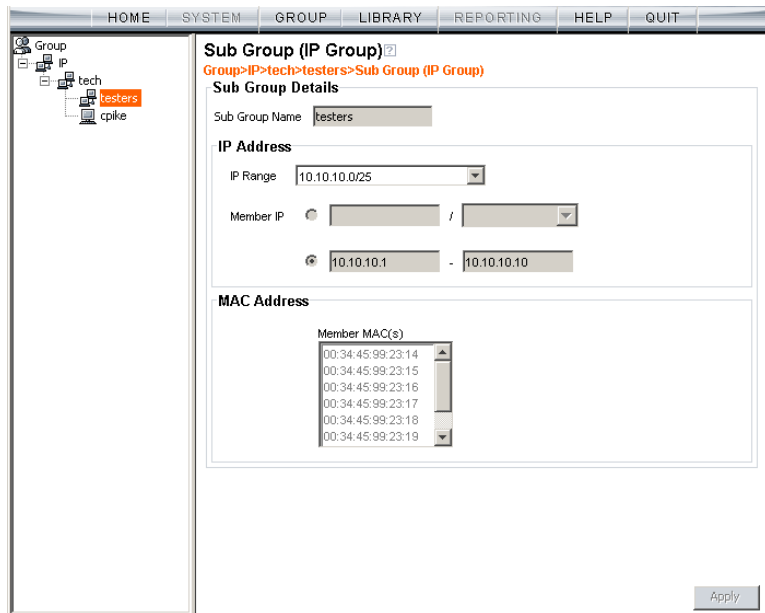 HOME SYSTEM GROUP LIBRARY REPORTING HELP QUIT
Group
IP
tech
testers
cpike
Sub Group (IP Group)?
Group>IP>tech>testers>Sub Group (IP Group)
Sub Group Details
Sub Group Name testers
IP Address
IP Range 10.10.10.0/25
Member IP /
10.10.10.1 - 10.10.10.10
MAC Address
Member MAC(s)
00:34:45:99:23:14
00:34:45:99:23:15
00:34:45:99:23:16
00:34:45:99:23:17
00:34:45:99:23:18
00:34:45:99:23:19
Apply